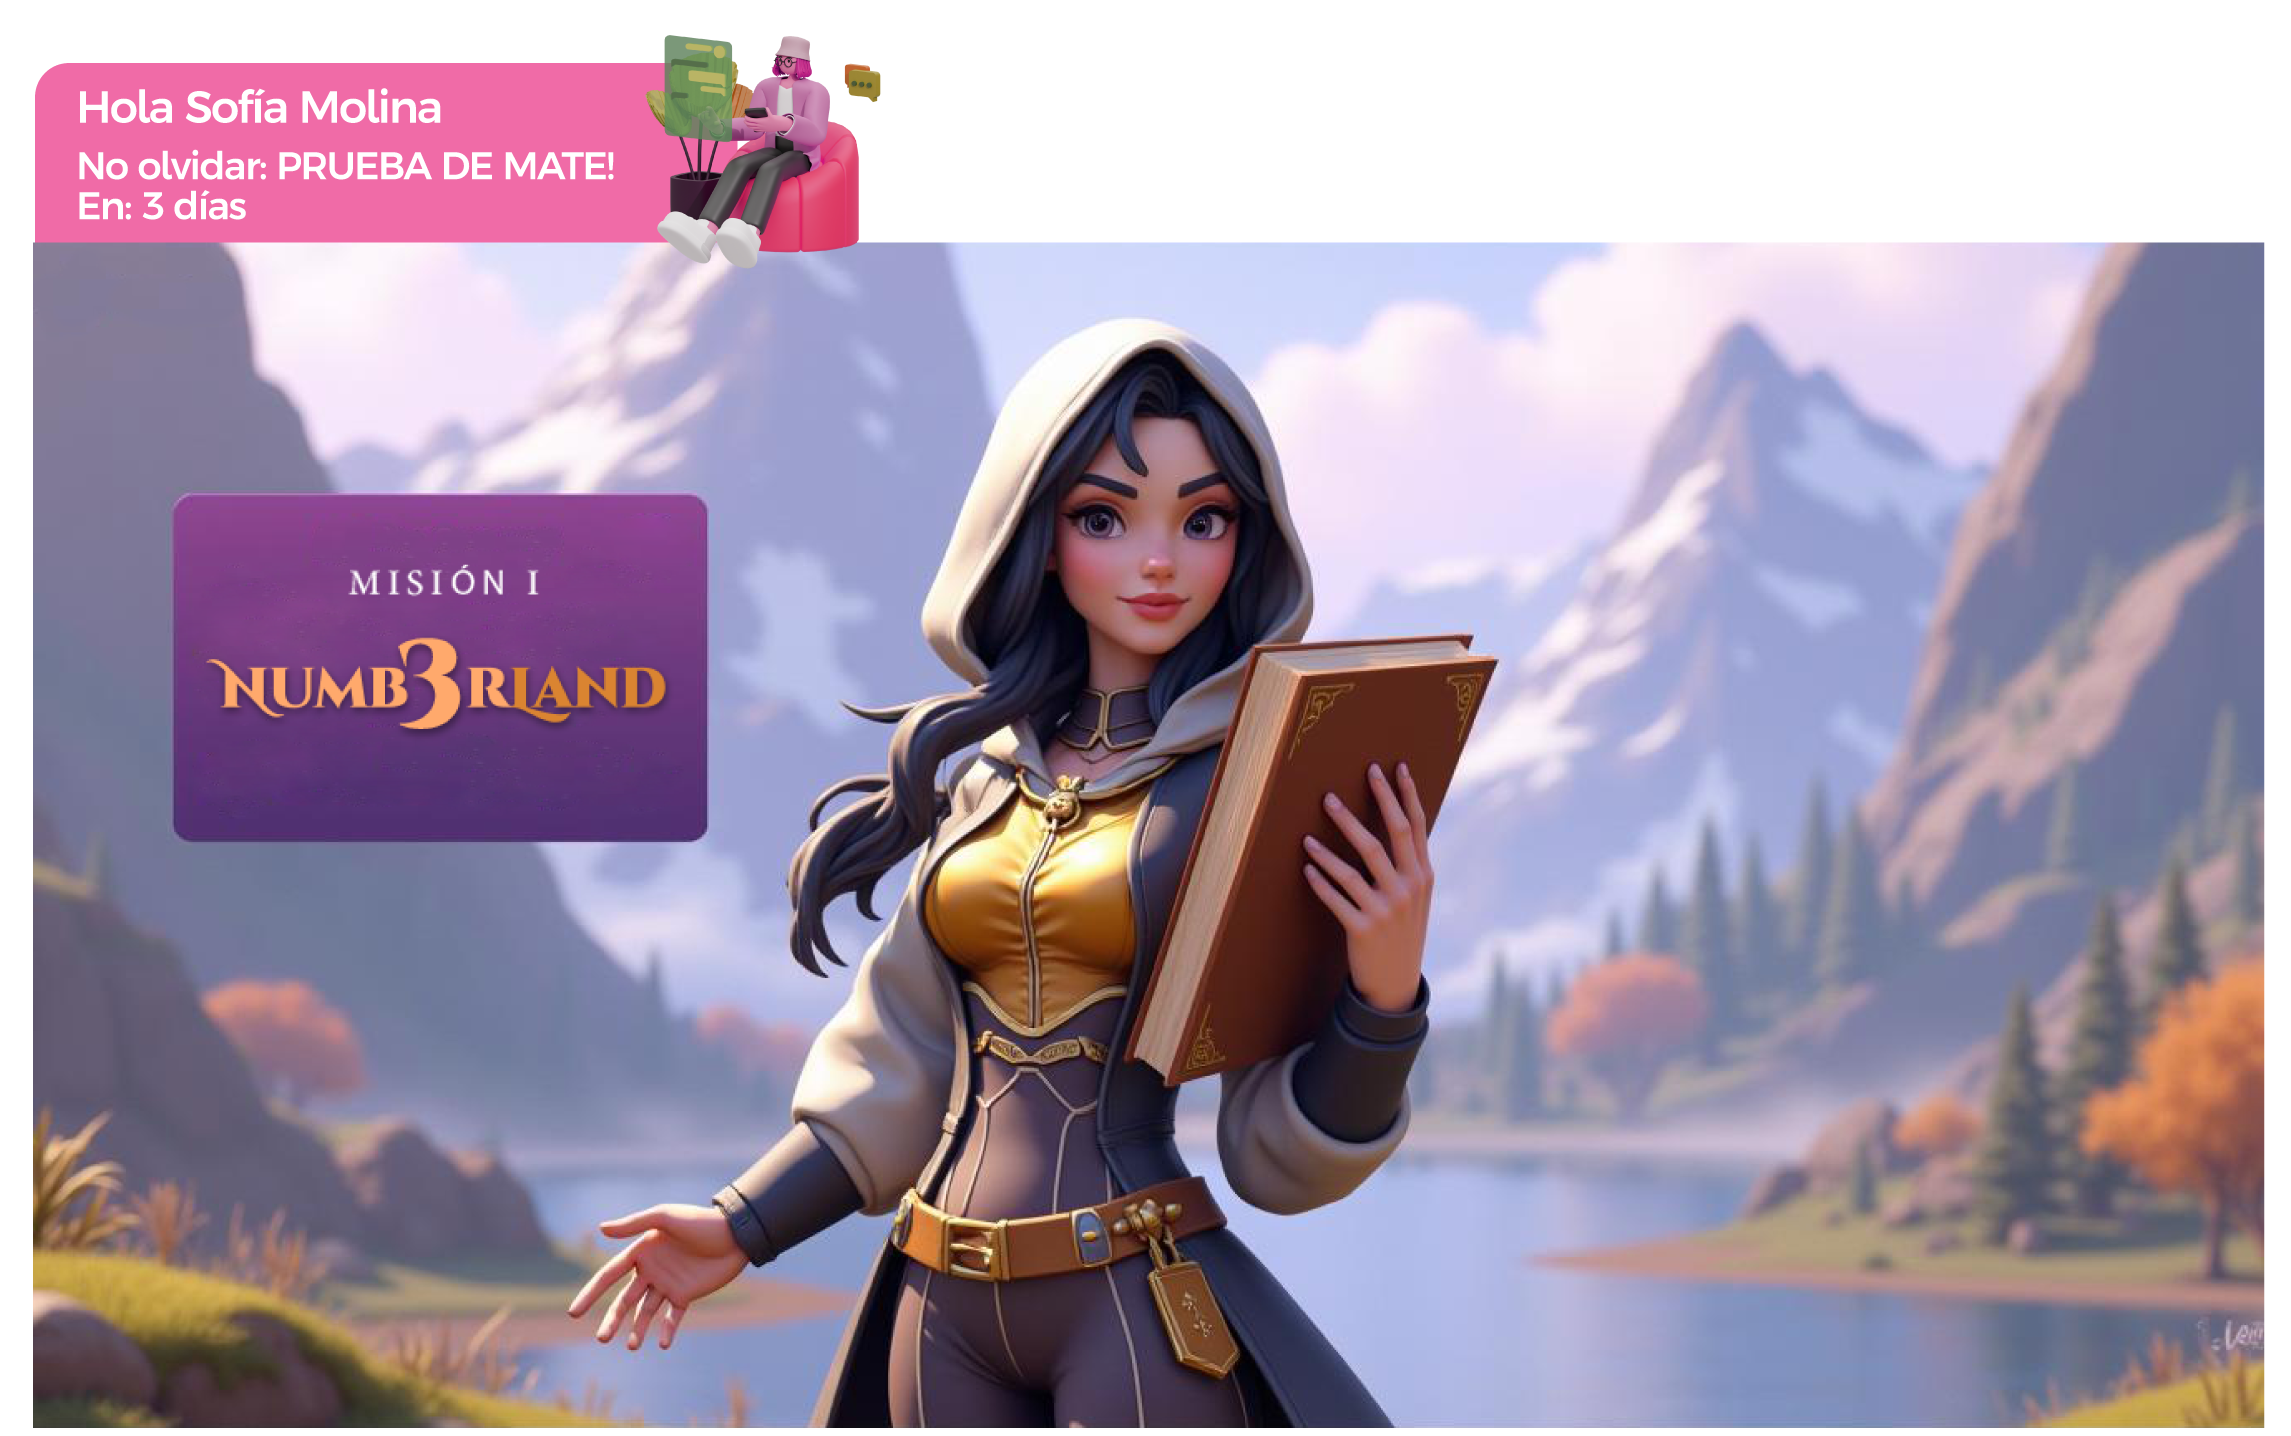 Hola Sofía Molina
No olvidar: PRUEBA DE MATE!
En: 3 días
MISIÓN I
NUMB3RLAND